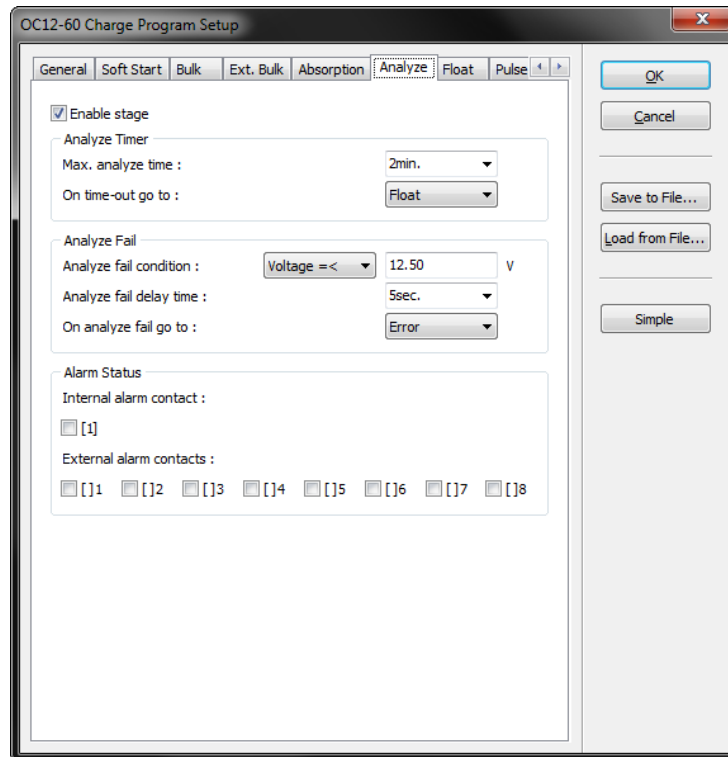 OC12-60 Charge Program Setup
General Soft Start Bulk Ext. Bulk Absorption Analyze Float Pulse
OK
Cancel
Save to File...
Load from File...
Simple
Enable stage
Analyze Timer
Max. analyze time : 2min.
On time-out go to : Float
Analyze Fail
Analyze fail condition : Voltage =< 12.50 V
Analyze fail delay time : 5sec.
On analyze fail go to : Error
Alarm Status
Internal alarm contact :
[1]
External alarm contacts :
[]1 []2 []3 []4 []5 []6 []7 []8